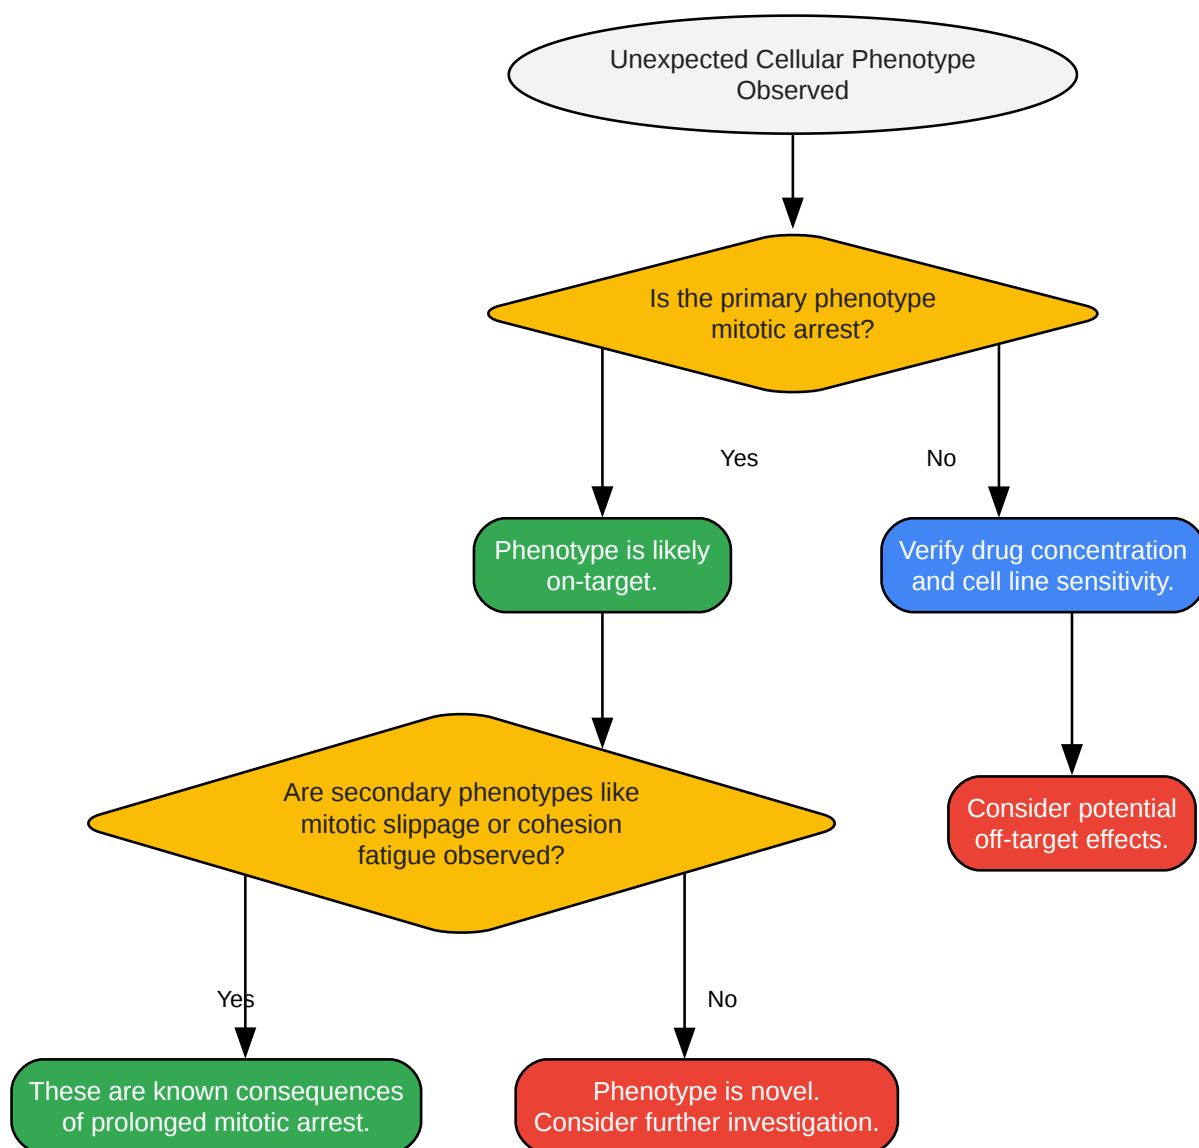 Unexpected Cellular Phenotype
Observed
Is the primary phenotype
mitotic arrest?
Yes
No
Phenotype is likely
on-target.
Verify drug concentration
and cell line sensitivity.
Are secondary phenotypes like
mitotic slippage or cohesion
fatigue observed?
Consider potential
off-target effects.
Yes
No
These are known consequences
of prolonged mitotic arrest.
Phenotype is novel.
Consider further investigation.